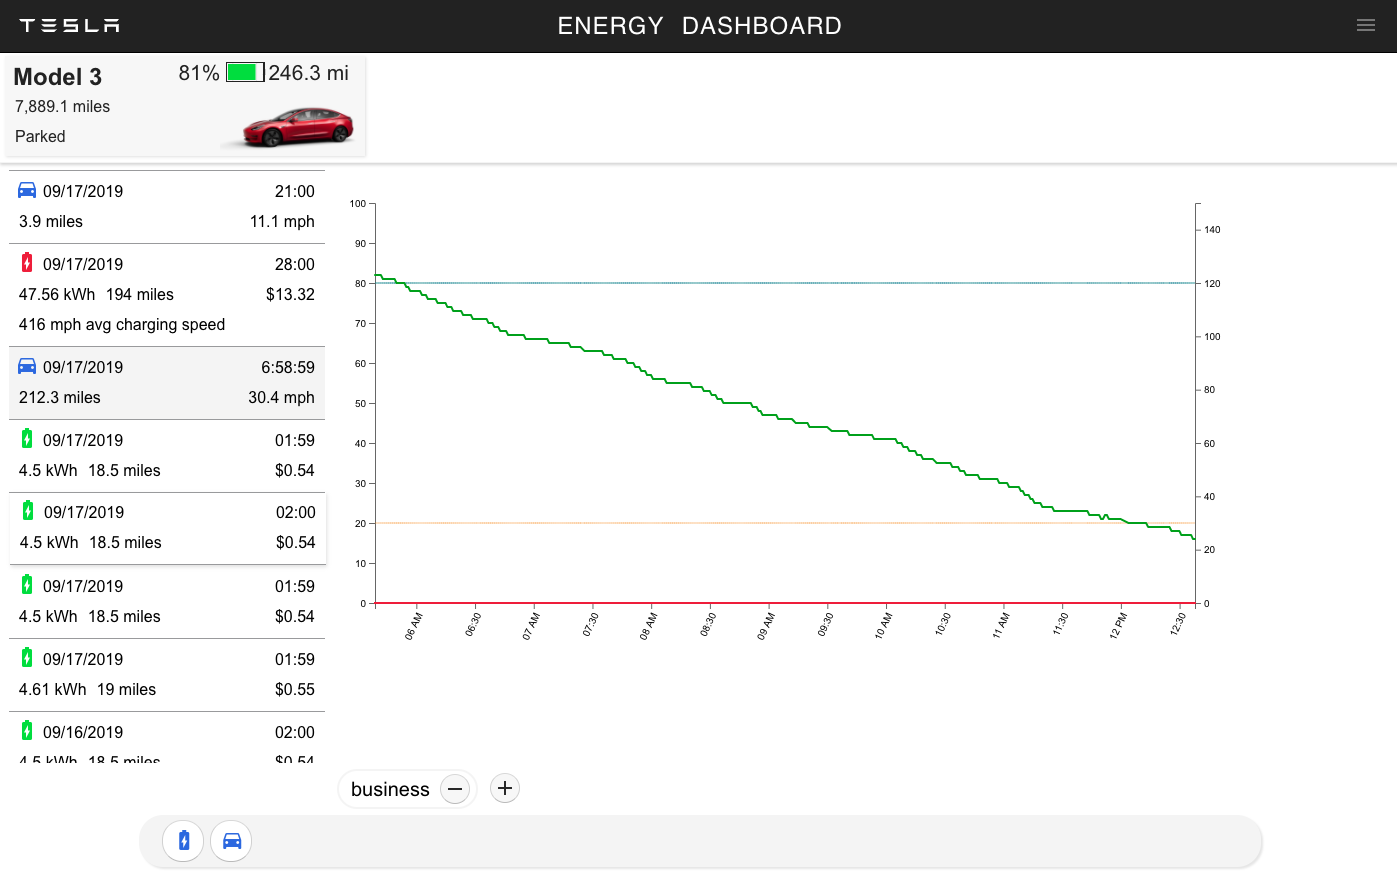 TESLA
ENERGY DASHBOARD
Model 3
81% 246.3 mi
7,889.1 miles
Parked
09/17/2019 21:00
3.9 miles 11.1 mph
09/17/2019 28:00
47.56 kWh 194 miles $13.32
416 mph avg charging speed
09/17/2019 6:58:59
212.3 miles 30.4 mph
09/17/2019 01:59
4.5 kWh 18.5 miles $0.54
09/17/2019 02:00
4.5 kWh 18.5 miles $0.54
09/17/2019 01:59
4.5 kWh 18.5 miles $0.54
09/17/2019 01:59
4.61 kWh 19 miles $0.55
09/16/2019 02:00
4.5 kWh 18.5 miles $0.54
100
90
80
70
60
50
40
30
20
10
0
140
120
100
80
60
40
20
0
06 AM
06:30
07 AM
07:30
08 AM
08:30
09 AM
09:30
10 AM
10:30
11 AM
11:30
12 PM
12:30
business